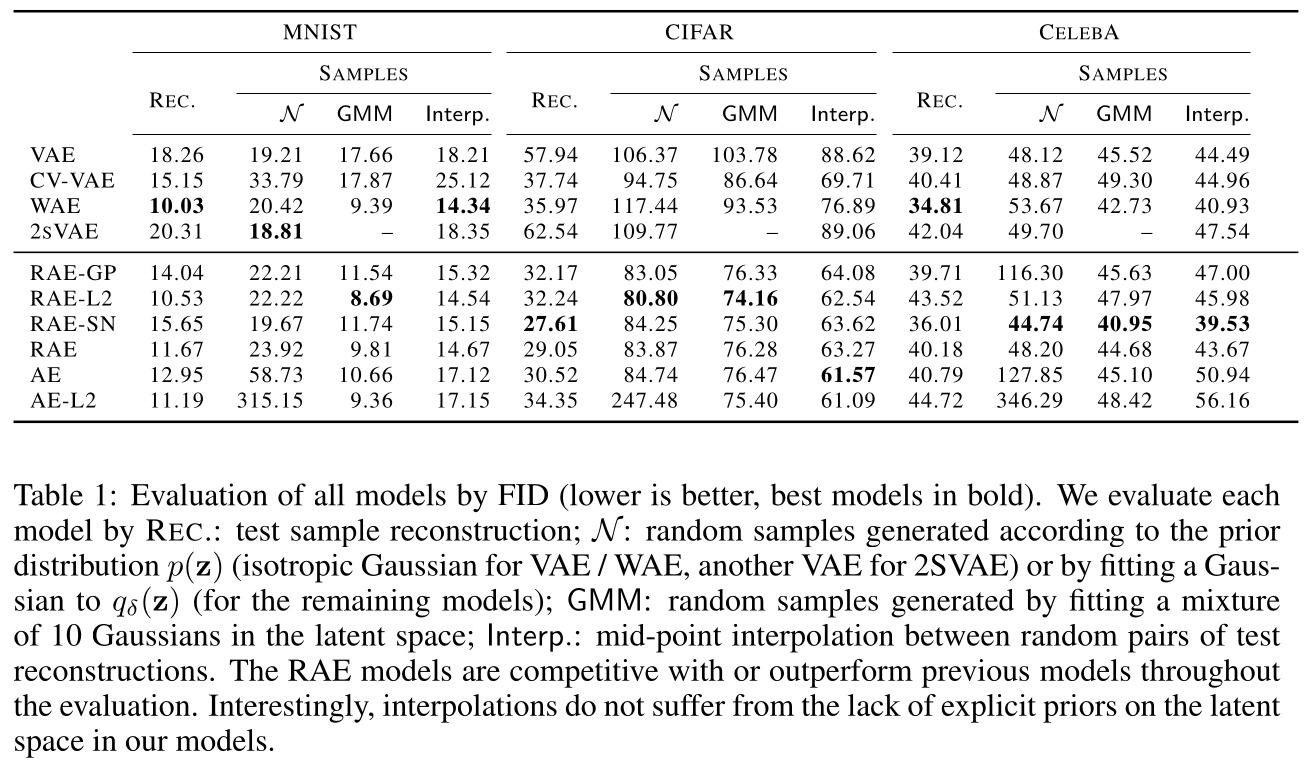 MNIST CIFAR CELEBA
SAMPLES SAMPLES SAMPLES
REC. REC. REC.
𝒩 GMM Interp. 𝒩 GMM Interp. 𝒩 GMM Interp.
VAE 18.26 19.21 17.66 18.21 57.94 106.37 103.78 88.62 39.12 48.12 45.52 44.49
CV-VAE 15.15 33.79 17.87 25.12 37.74 94.75 86.64 69.71 40.41 48.87 49.30 44.96
WAE 10.03 20.42 9.39 14.34 35.97 117.44 93.53 76.89 34.81 53.67 42.73 40.93
2SVAE 20.31 18.81 – 18.35 62.54 109.77 – 89.06 42.04 49.70 – 47.54
RAE-GP 14.04 22.21 11.54 15.32 32.17 83.05 76.33 64.08 39.71 116.30 45.63 47.00
RAE-L2 10.53 22.22 8.69 14.54 32.24 80.80 74.16 62.54 43.52 51.13 47.97 45.98
RAE-SN 15.65 19.67 11.74 15.15 27.61 84.25 75.30 63.62 36.01 44.74 40.95 39.53
RAE 11.67 23.92 9.81 14.67 29.05 83.87 76.28 63.27 40.18 48.20 44.68 43.67
AE 12.95 58.73 10.66 17.12 30.52 84.74 76.47 61.57 40.79 127.85 45.10 50.94
AE-L2 11.19 315.15 9.36 17.15 34.35 247.48 75.40 61.09 44.72 346.29 48.42 56.16
Table 1: Evaluation of all models by FID (lower is better, best models in bold). We evaluate each
model by REC.: test sample reconstruction; 𝒩: random samples generated according to the prior
distribution p(z) (isotropic Gaussian for VAE / WAE, another VAE for 2SVAE) or by fitting a Gaus-
sian to qδ(z) (for the remaining models); GMM: random samples generated by fitting a mixture
of 10 Gaussians in the latent space; Interp.: mid-point interpolation between random pairs of test
reconstructions. The RAE models are competitive with or outperform previous models throughout
the evaluation. Interestingly, interpolations do not suffer from the lack of explicit priors on the latent
space in our models.